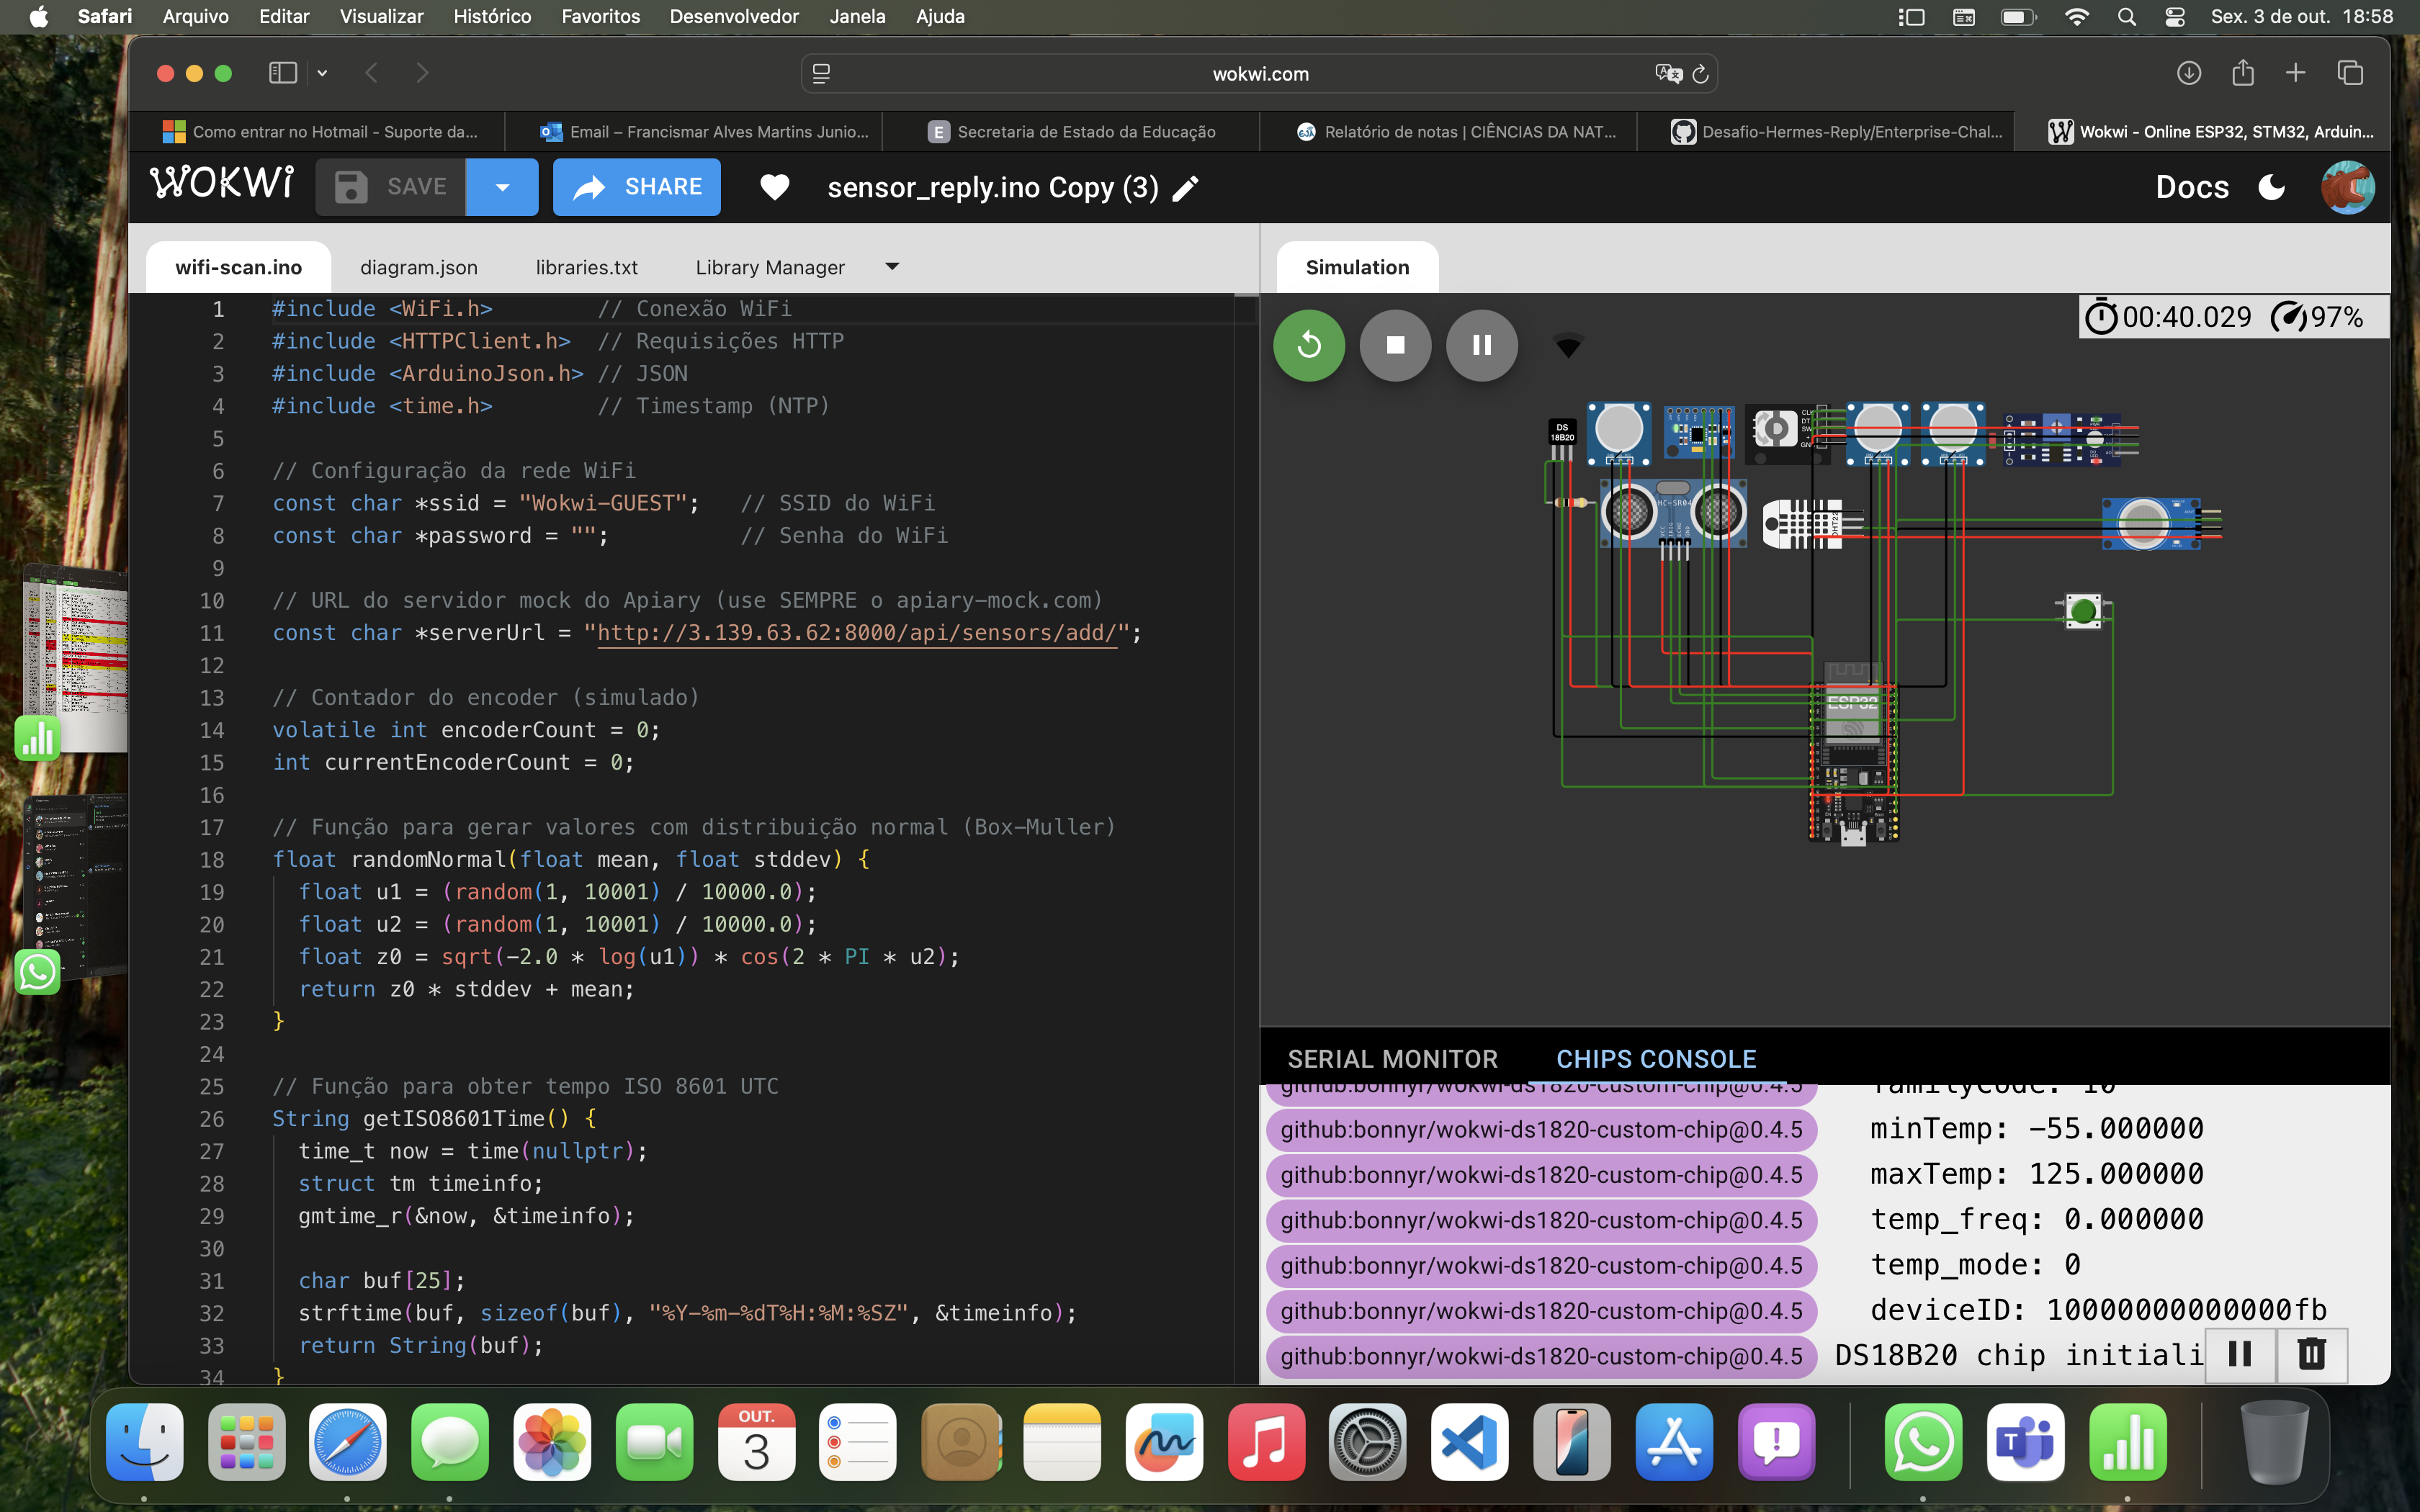 Safari Arquivo Editar Visualizar Histórico Favoritos Desenvolvedor Janela Ajuda Sex. 3 de out. 18:58
wokwi.com
Como entrar no Hotmail - Suporte da...
Email – Francismar Alves Martins Junio...
E Secretaria de Estado da Educação
Relatório de notas | CIÊNCIAS DA NAT...
Desafio-Hermes-Reply/Enterprise-Chal...
Wokwi - Online ESP32, STM32, Arduin...
WOKWi SAVE SHARE sensor_reply.ino Copy (3) Docs
wifi-scan.ino diagram.json libraries.txt Library Manager
1 #include <WiFi.h> // Conexão WiFi
2 #include <HTTPClient.h> // Requisições HTTP
3 #include <ArduinoJson.h> // JSON
4 #include <time.h> // Timestamp (NTP)
5
6 // Configuração da rede WiFi
7 const char *ssid = "Wokwi-GUEST"; // SSID do WiFi
8 const char *password = ""; // Senha do WiFi
9
10 // URL do servidor mock do Apiary (use SEMPRE o apiary-mock.com)
11 const char *serverUrl = "http://3.139.63.62:8000/api/sensors/add/";
12
13 // Contador do encoder (simulado)
14 volatile int encoderCount = 0;
15 int currentEncoderCount = 0;
16
17 // Função para gerar valores com distribuição normal (Box-Muller)
18 float randomNormal(float mean, float stddev) {
19 float u1 = (random(1, 10001) / 10000.0);
20 float u2 = (random(1, 10001) / 10000.0);
21 float z0 = sqrt(-2.0 * log(u1)) * cos(2 * PI * u2);
22 return z0 * stddev + mean;
23 }
24
25 // Função para obter tempo ISO 8601 UTC
26 String getISO8601Time() {
27 time_t now = time(nullptr);
28 struct tm timeinfo;
29 gmtime_r(&now, &timeinfo);
30
31 char buf[25];
32 strftime(buf, sizeof(buf), "%Y-%m-%dT%H:%M:%SZ", &timeinfo);
33 return String(buf);
34 }
Simulation
00:40.029 97%
DS
18B20
CLK
DT
SW
+
GND
HC-SR04
DHT22
ESP32
SERIAL MONITOR CHIPS CONSOLE
github:bonnyr/wokwi-ds1820-custom-chip@0.4.5 familyCode: 10
github:bonnyr/wokwi-ds1820-custom-chip@0.4.5 minTemp: -55.000000
github:bonnyr/wokwi-ds1820-custom-chip@0.4.5 maxTemp: 125.000000
github:bonnyr/wokwi-ds1820-custom-chip@0.4.5 temp_freq: 0.000000
github:bonnyr/wokwi-ds1820-custom-chip@0.4.5 temp_mode: 0
github:bonnyr/wokwi-ds1820-custom-chip@0.4.5 deviceID: 10000000000000fb
github:bonnyr/wokwi-ds1820-custom-chip@0.4.5 DS18B20 chip initiali
OUT.
3